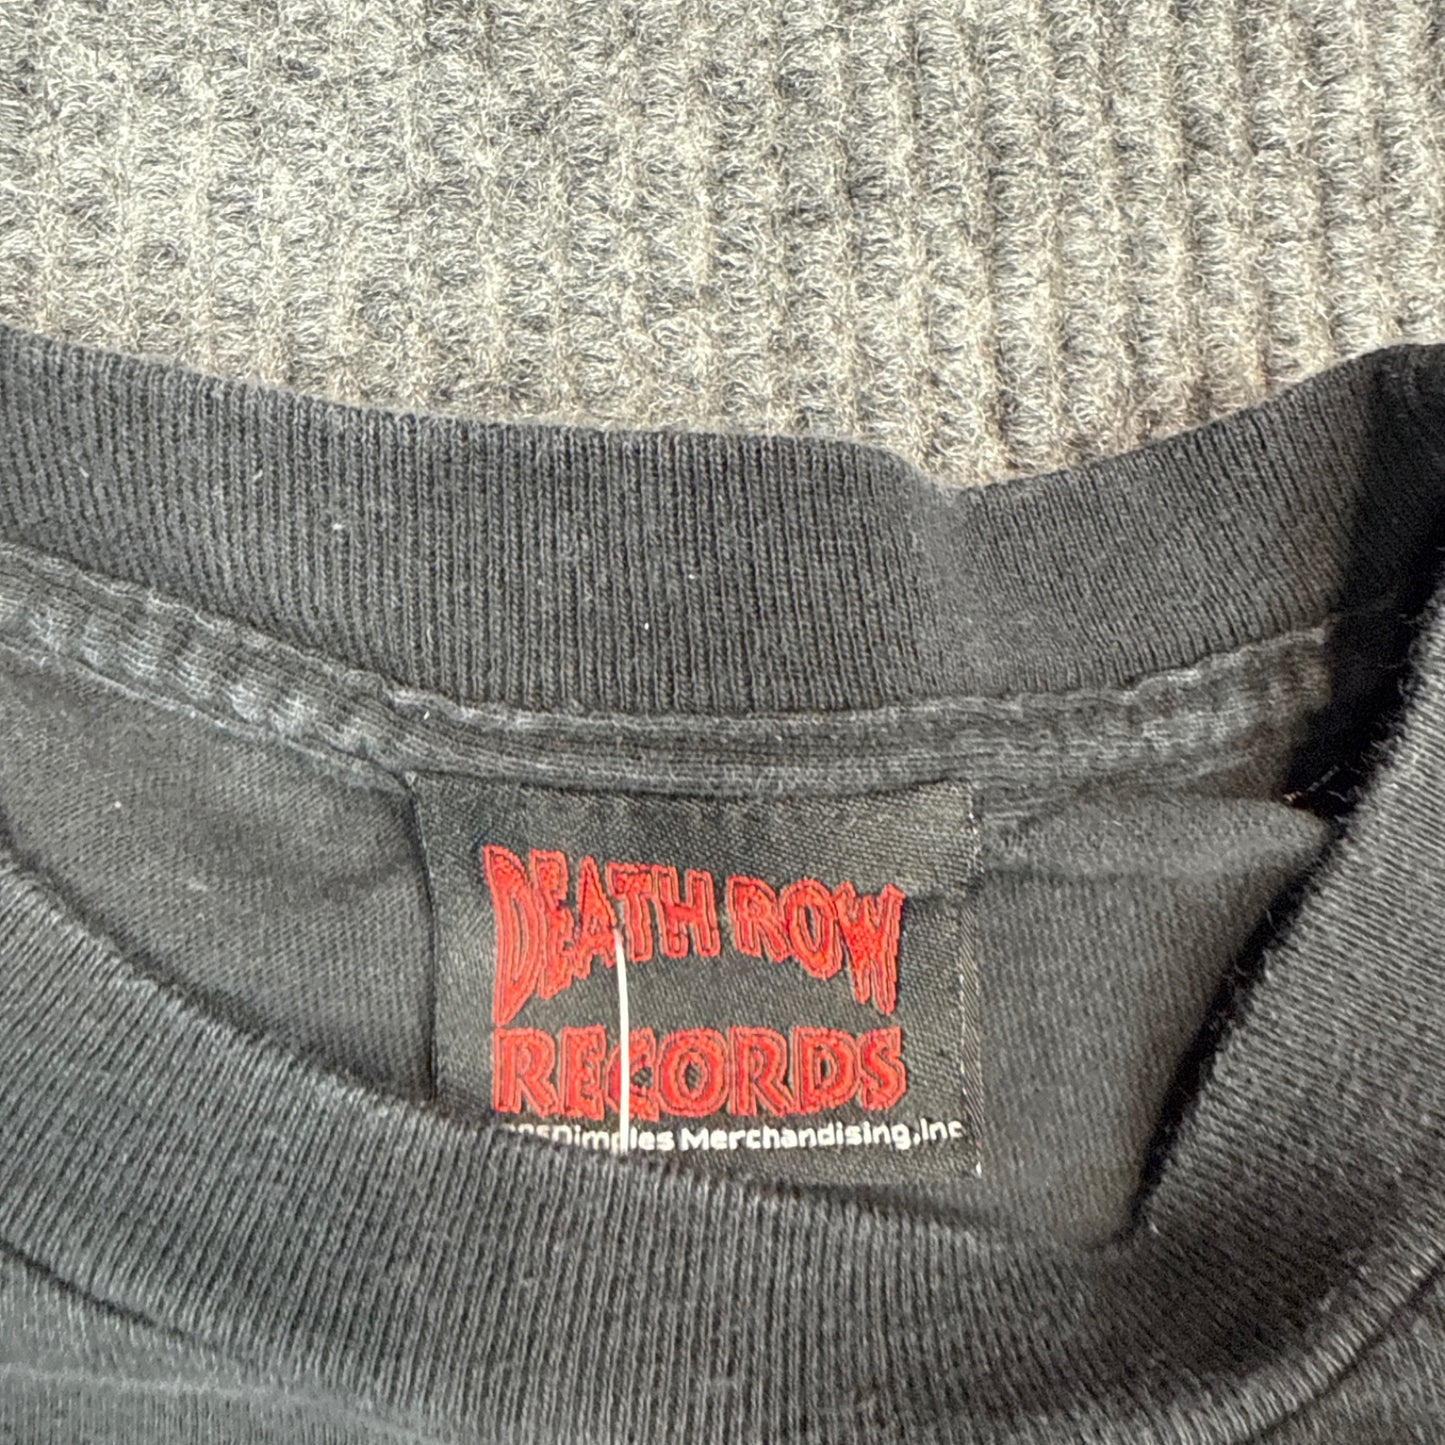 DEATH ROW
RECORDS
Dimples Merchandising,Inc